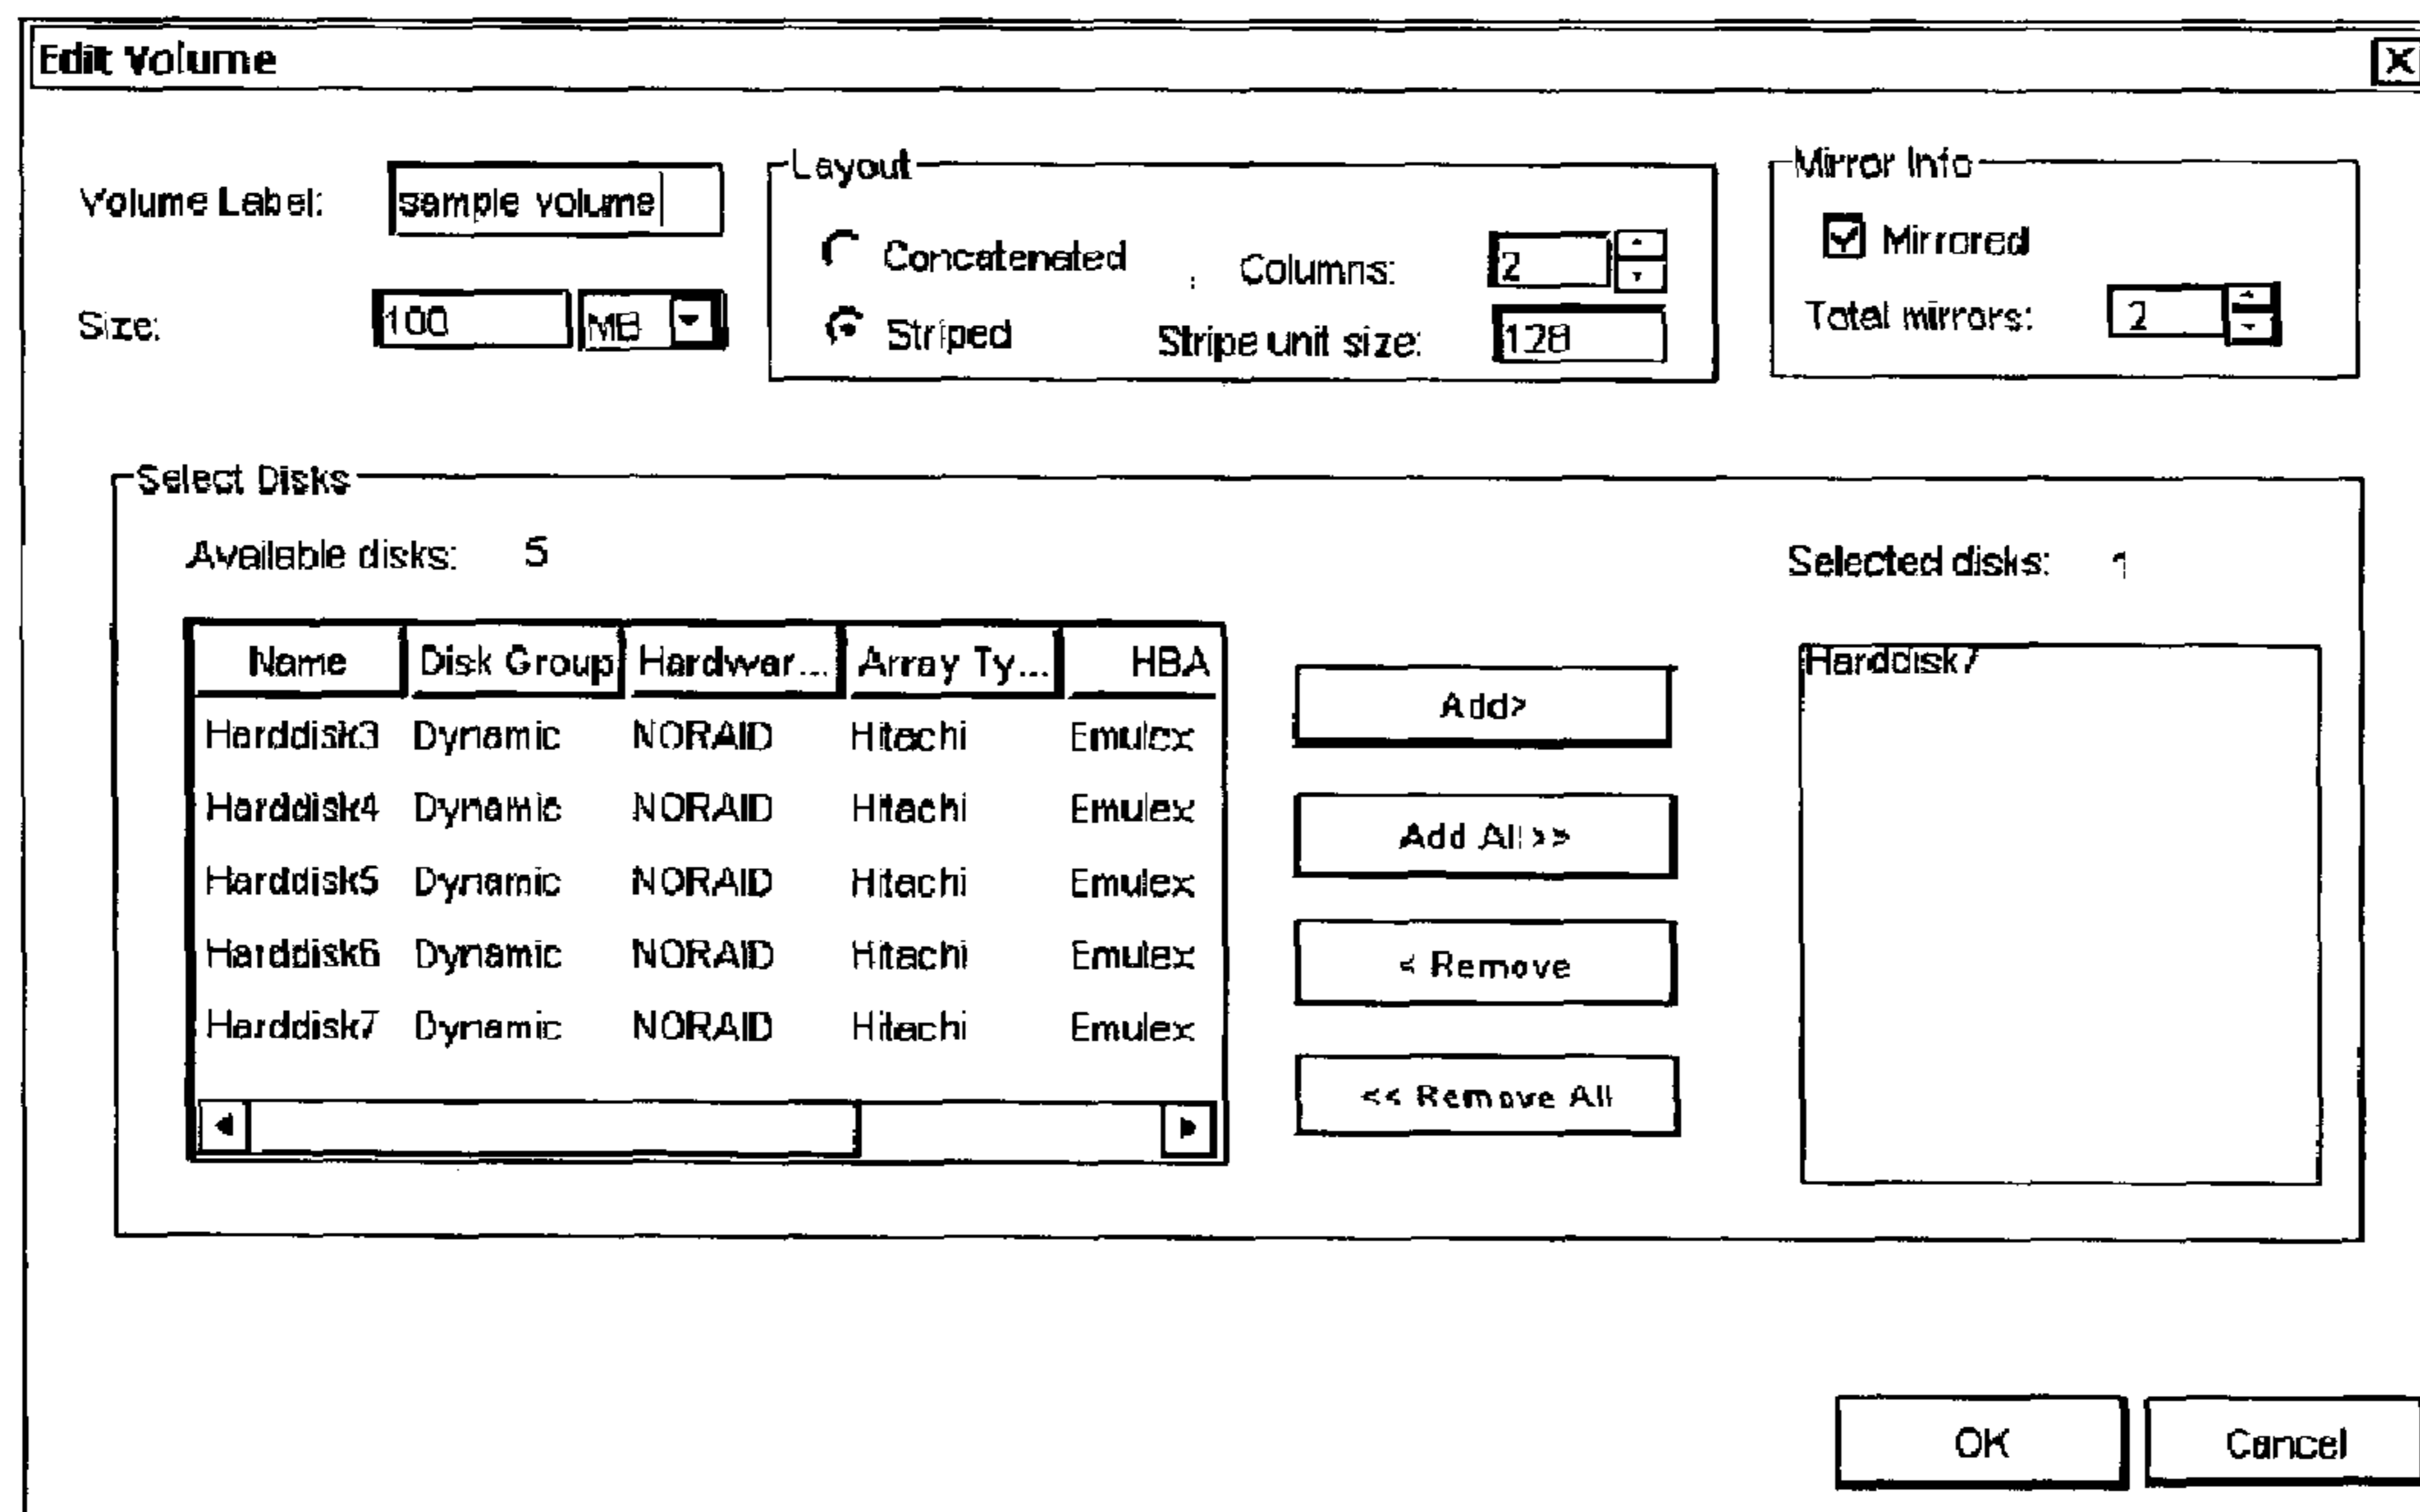 Edit Volume
Volume Label: sample volume
Size: 100 MB
Layout
Concatenated Columns: 2
Striped Stripe unit size: 128
Mirror Info
Mirrored
Total mirrors: 2
Select Disks
Available disks: 5
Name Disk Group Hardwar... Array Ty... HBA
Harddisk3 Dynamic NORAID Hitachi Emulex
Harddisk4 Dynamic NORAID Hitachi Emulex
Harddisk5 Dynamic NORAID Hitachi Emulex
Harddisk6 Dynamic NORAID Hitachi Emulex
Harddisk7 Dynamic NORAID Hitachi Emulex
Add>
Add All>>
< Remove
<< Remove All
Selected disks: 1
Harddisk7
OK Cancel